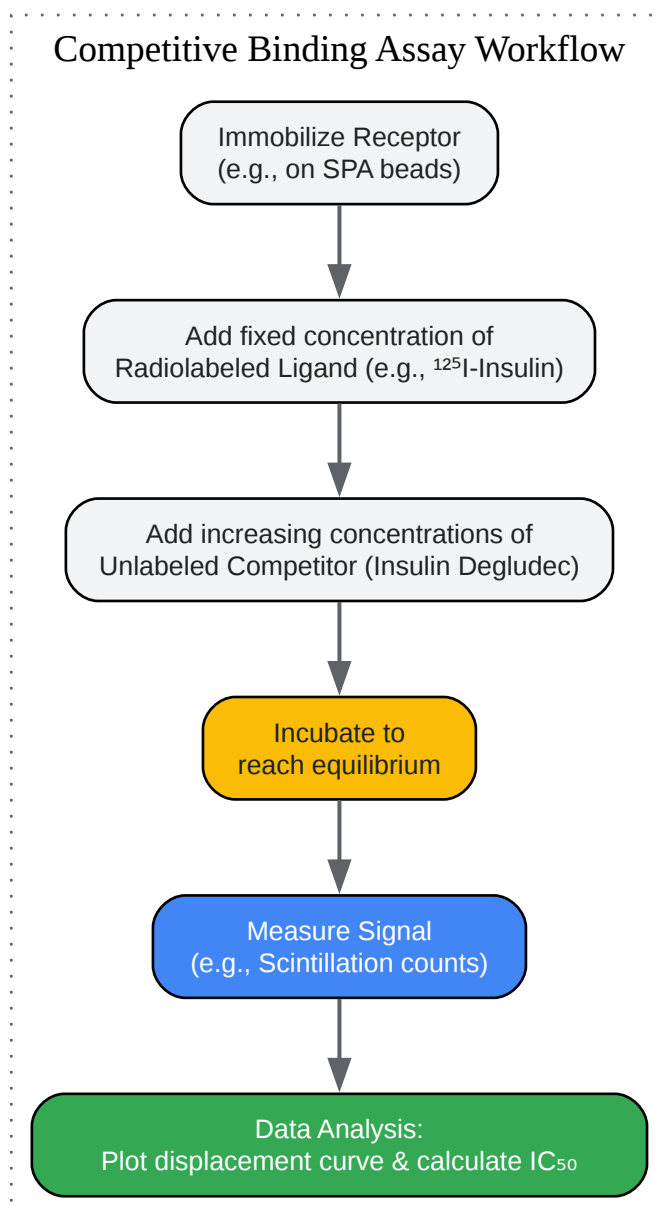 Competitive Binding Assay Workflow
Immobilize Receptor
(e.g., on SPA beads)
Add fixed concentration of
Radiolabeled Ligand (e.g., ¹²⁵I-Insulin)
Add increasing concentrations of
Unlabeled Competitor (Insulin Degludec)
Incubate to
reach equilibrium
Measure Signal
(e.g., Scintillation counts)
Data Analysis:
Plot displacement curve & calculate IC₅₀